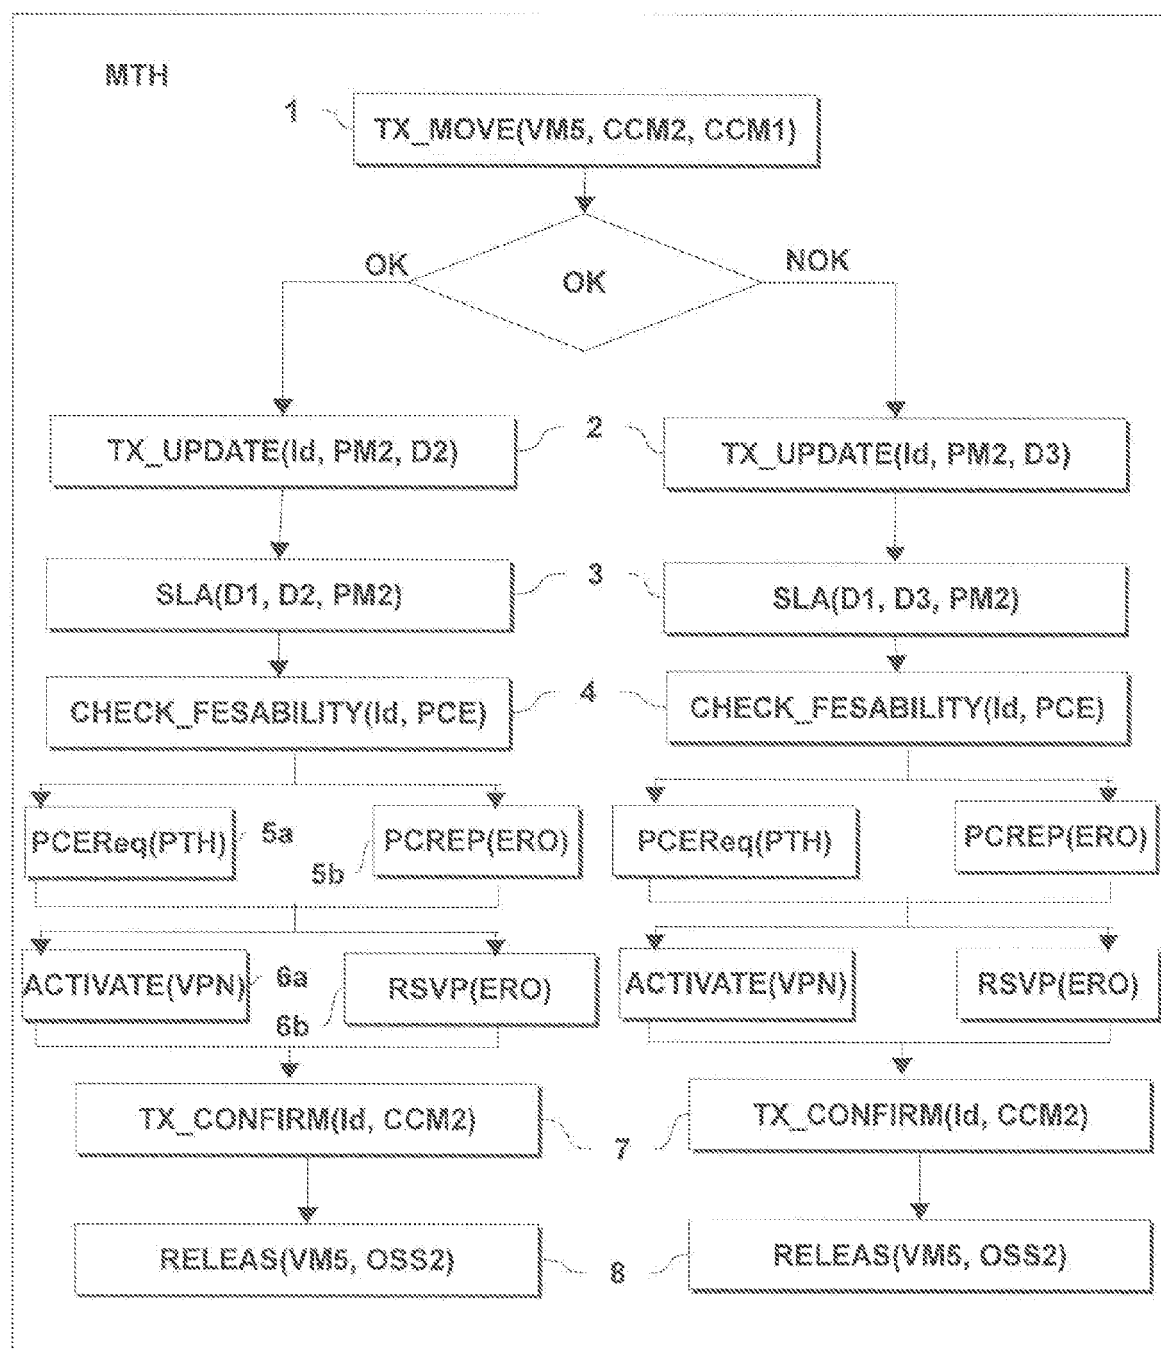 MTH
1
TX_MOVE(VM5, CCM2, CCM1)
OK
OK
NOK
TX_UPDATE(Id, PM2, D2)
2
TX_UPDATE(Id, PM2, D3)
SLA(D1, D2, PM2)
3
SLA(D1, D3, PM2)
CHECK_FESABILITY(Id, PCE)
4
CHECK_FESABILITY(Id, PCE)
PCEReq(PTH)
5a
5b
PCREP(ERO)
PCEReq(PTH)
PCREP(ERO)
ACTIVATE(VPN)
6a
6b
RSVP(ERO)
ACTIVATE(VPN)
RSVP(ERO)
TX_CONFIRM(Id, CCM2)
7
TX_CONFIRM(Id, CCM2)
RELEAS(VM5, OSS2)
8
RELEAS(VM5, OSS2)